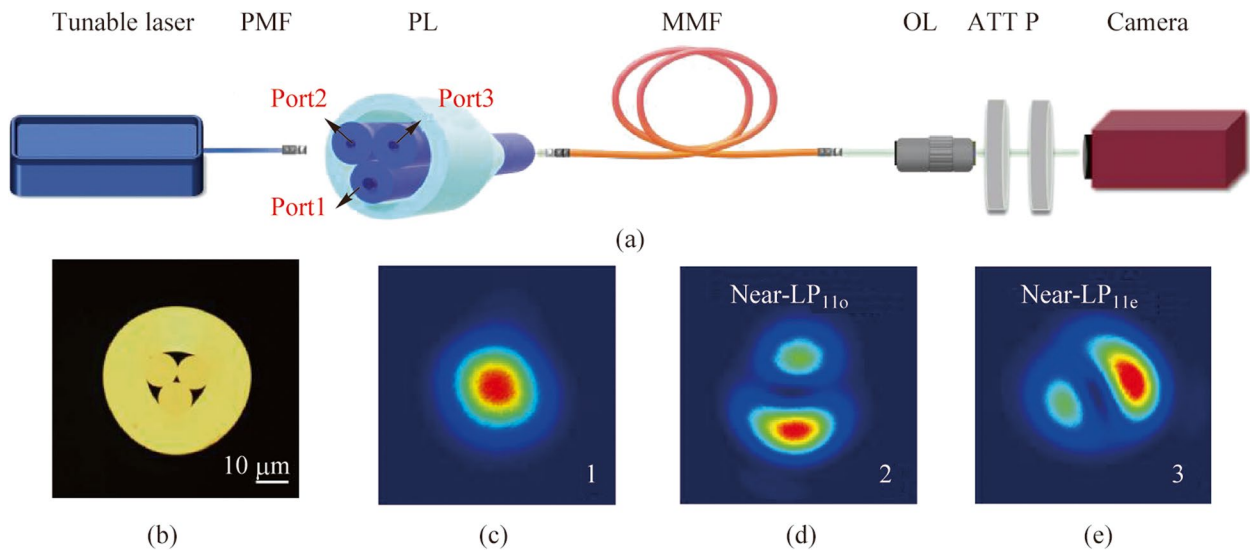 Tunable laser PMF PL MMF OL ATT P Camera
Port2 Port3
Port1
(a)
Near-LP11o Near-LP11e
10 μm 1 2 3
(b) (c) (d) (e)